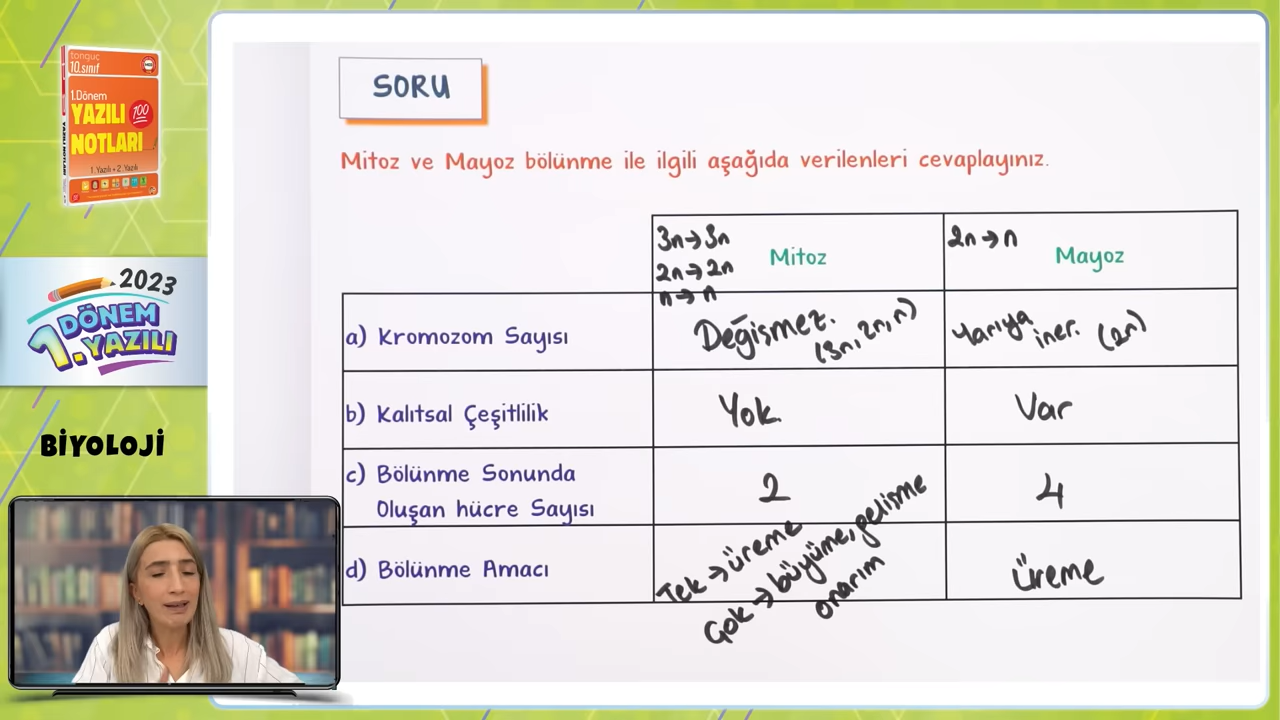 tonguç
10.sınıf
1.Dönem
YAZILI
100
NOTLARI
1. Yazılı + 2. Yazılı
YAZILI NOTLARI
2023
1. DÖNEM
YAZILI
BİYOLOJİ
SORU
Mitoz ve Mayoz bölünme ile ilgili aşağıda verilenleri cevaplayınız.
3n→3n
2n→2n
n→n
Mitoz
2n→n
Mayoz
a) Kromozom Sayısı
Değişmez.
(3n, 2n, n)
Yarıya
iner. (2n)
b) Kalıtsal Çeşitlilik
Yok.
Var
c) Bölünme Sonunda
Oluşan hücre Sayısı
2
4
d) Bölünme Amacı
Tek → üreme
Çok → büyüme, gelişme
onarım
Üreme